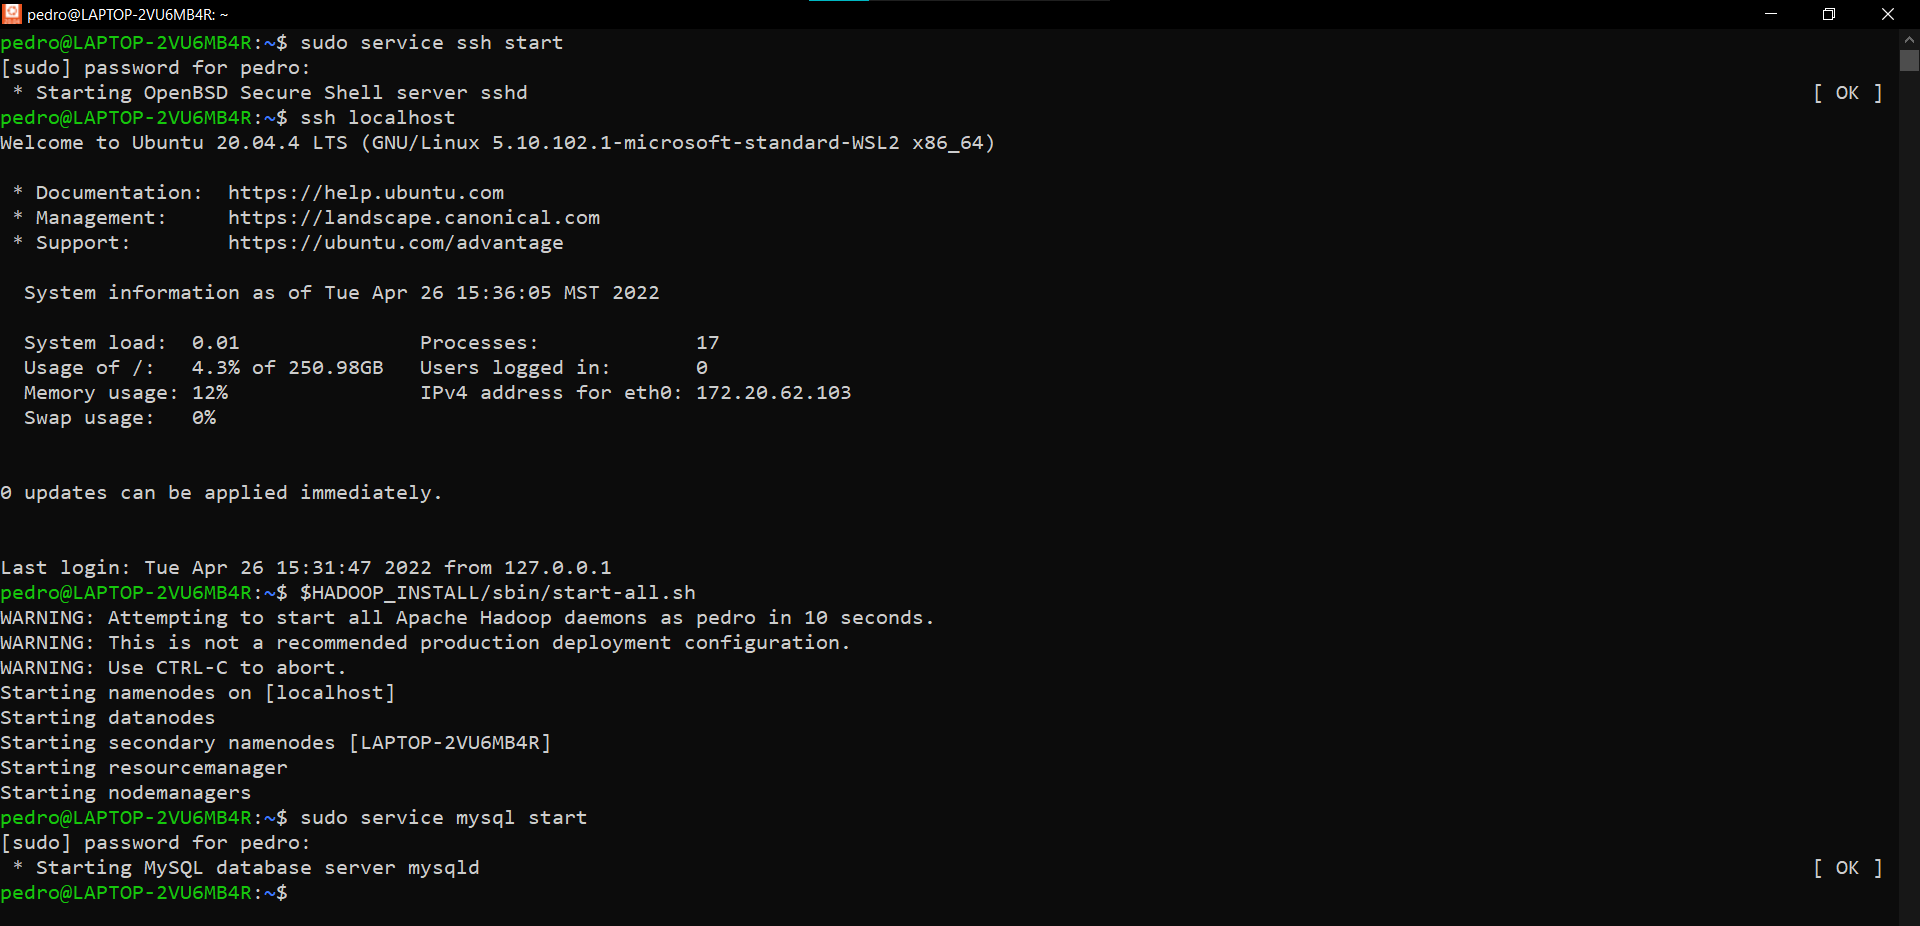 pedro@LAPTOP-2VU6MB4R: ~
pedro@LAPTOP-2VU6MB4R:~$ sudo service ssh start
[sudo] password for pedro:
 * Starting OpenBSD Secure Shell server sshd [ OK ]
pedro@LAPTOP-2VU6MB4R:~$ ssh localhost
Welcome to Ubuntu 20.04.4 LTS (GNU/Linux 5.10.102.1-microsoft-standard-WSL2 x86_64)
 * Documentation:  https://help.ubuntu.com
 * Management:     https://landscape.canonical.com
 * Support:        https://ubuntu.com/advantage
  System information as of Tue Apr 26 15:36:05 MST 2022
  System load:  0.01               Processes:             17
  Usage of /:   4.3% of 250.98GB   Users logged in:       0
  Memory usage: 12%                IPv4 address for eth0: 172.20.62.103
  Swap usage:   0%
0 updates can be applied immediately.
Last login: Tue Apr 26 15:31:47 2022 from 127.0.0.1
pedro@LAPTOP-2VU6MB4R:~$ $HADOOP_INSTALL/sbin/start-all.sh
WARNING: Attempting to start all Apache Hadoop daemons as pedro in 10 seconds.
WARNING: This is not a recommended production deployment configuration.
WARNING: Use CTRL-C to abort.
Starting namenodes on [localhost]
Starting datanodes
Starting secondary namenodes [LAPTOP-2VU6MB4R]
Starting resourcemanager
Starting nodemanagers
pedro@LAPTOP-2VU6MB4R:~$ sudo service mysql start
[sudo] password for pedro:
 * Starting MySQL database server mysqld [ OK ]
pedro@LAPTOP-2VU6MB4R:~$